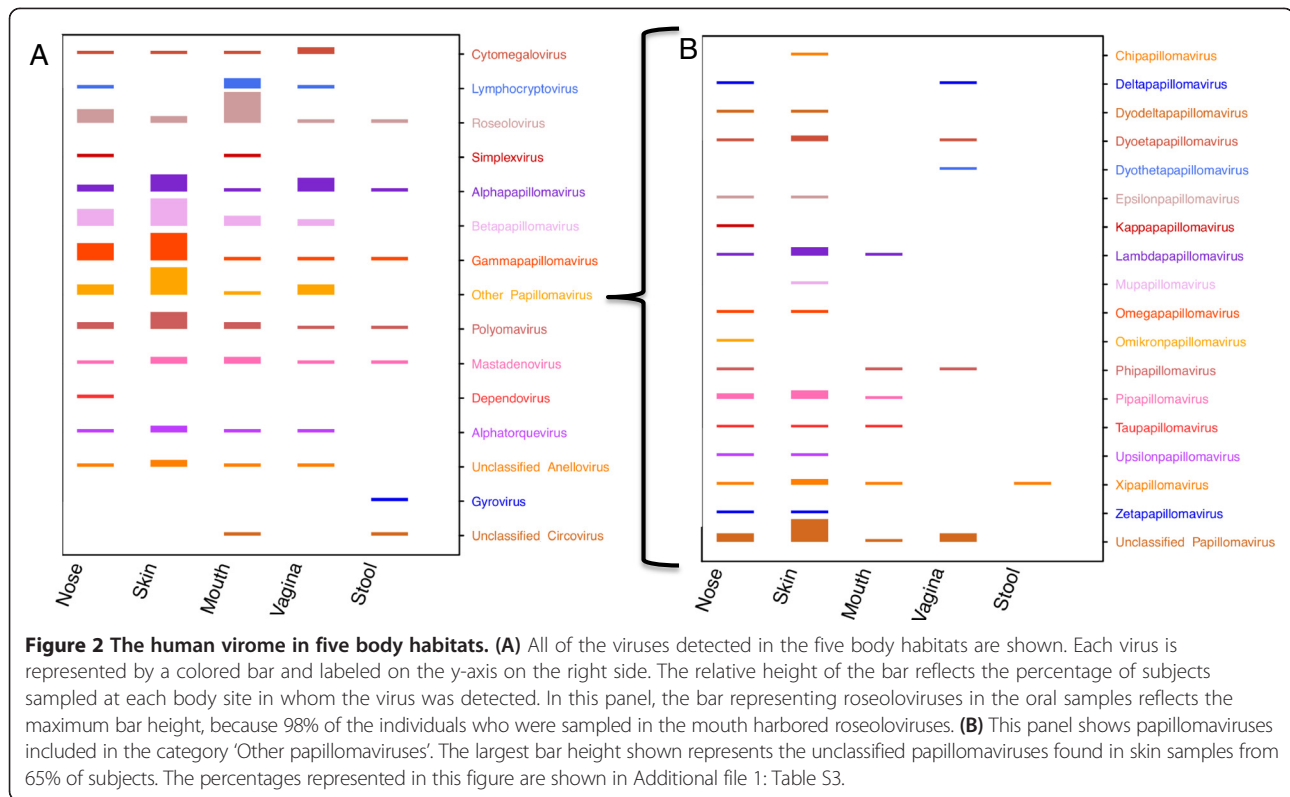 A
Cytomegalovirus
Lymphocryptovirus
Roseolovirus
Simplexvirus
Alphapapillomavirus
Betapapillomavirus
Gammapapillomavirus
Other Papillomavirus
Polyomavirus
Mastadenovirus
Dependovirus
Alphatorquevirus
Unclassified Anellovirus
Gyrovirus
Unclassified Circovirus
Nose
Skin
Mouth
Vagina
Stool
B
Chipapillomavirus
Deltapapillomavirus
Dyodeltapapillomavirus
Dyoetapapillomavirus
Dyothetapapillomavirus
Epsilonpapillomavirus
Kappapapillomavirus
Lambdapapillomavirus
Mupapillomavirus
Omegapapillomavirus
Omikronpapillomavirus
Phipapillomavirus
Pipapillomavirus
Taupapillomavirus
Upsilonpapillomavirus
Xipapillomavirus
Zetapapillomavirus
Unclassified Papillomavirus
Nose
Skin
Mouth
Vagina
Stool
Figure 2 The human virome in five body habitats. (A) All of the viruses detected in the five body habitats are shown. Each virus is
represented by a colored bar and labeled on the y-axis on the right side. The relative height of the bar reflects the percentage of subjects
sampled at each body site in whom the virus was detected. In this panel, the bar representing roseoloviruses in the oral samples reflects the
maximum bar height, because 98% of the individuals who were sampled in the mouth harbored roseoloviruses. (B) This panel shows papillomaviruses
included in the category ‘Other papillomaviruses’. The largest bar height shown represents the unclassified papillomaviruses found in skin samples from
65% of subjects. The percentages represented in this figure are shown in Additional file 1: Table S3.